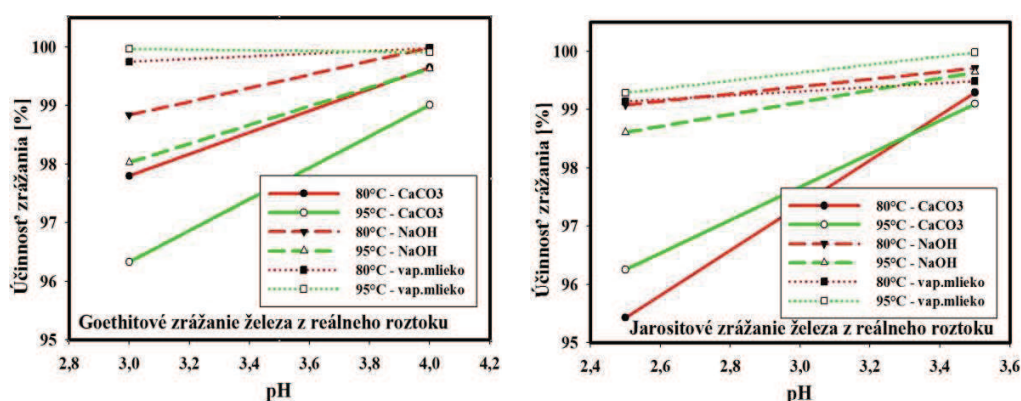 Účinnosť zrážania [%]
100
99
98
97
96
95
80°C - CaCO3
95°C - CaCO3
80°C - NaOH
95°C - NaOH
80°C - vap.mlieko
95°C - vap.mlieko
Goethitové zrážanie železa z reálneho roztoku
2,8 3,0 3,2 3,4 3,6 3,8 4,0 4,2
pH
Účinnosť zrážania [%]
100
99
98
97
96
95
80°C - CaCO3
95°C - CaCO3
80°C - NaOH
95°C - NaOH
80°C - vap.mlieko
95°C - vap.mlieko
Jarositové zrážanie železa z reálneho roztoku
2,4 2,6 2,8 3,0 3,2 3,4 3,6
pH